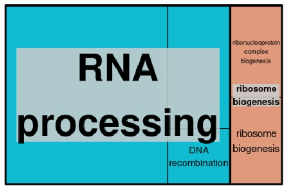 RNA
processing
DNA
recombination
ribonucleoprotein
complex
biogenesis
ribosome
biogenesis
ribosome
biogenesis